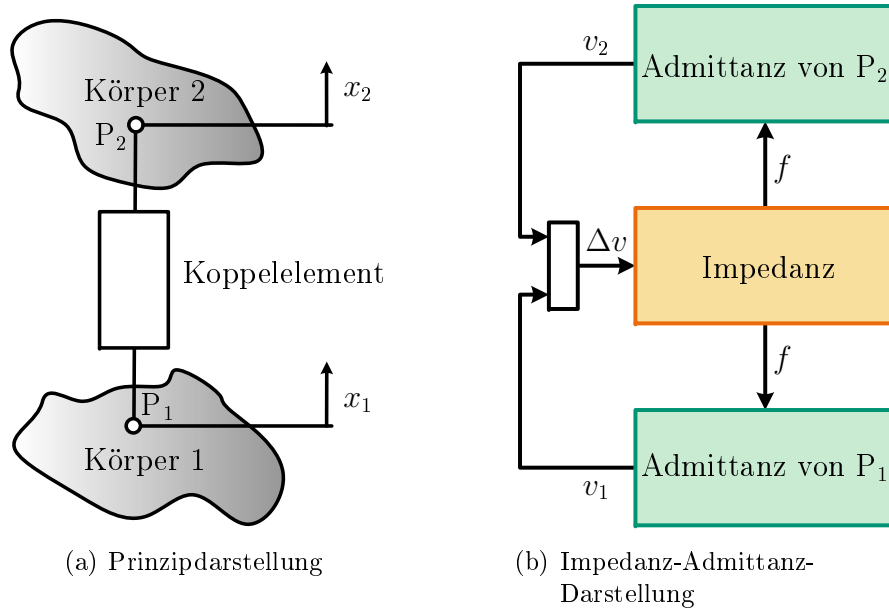 Körper 2
P₂
x₂
Koppelelement
P₁
x₁
Körper 1
(a) Prinzipdarstellung
v₂
Admittanz von P₂
f
Δv
Impedanz
f
Admittanz von P₁
v₁
(b) Impedanz-Admittanz-
Darstellung